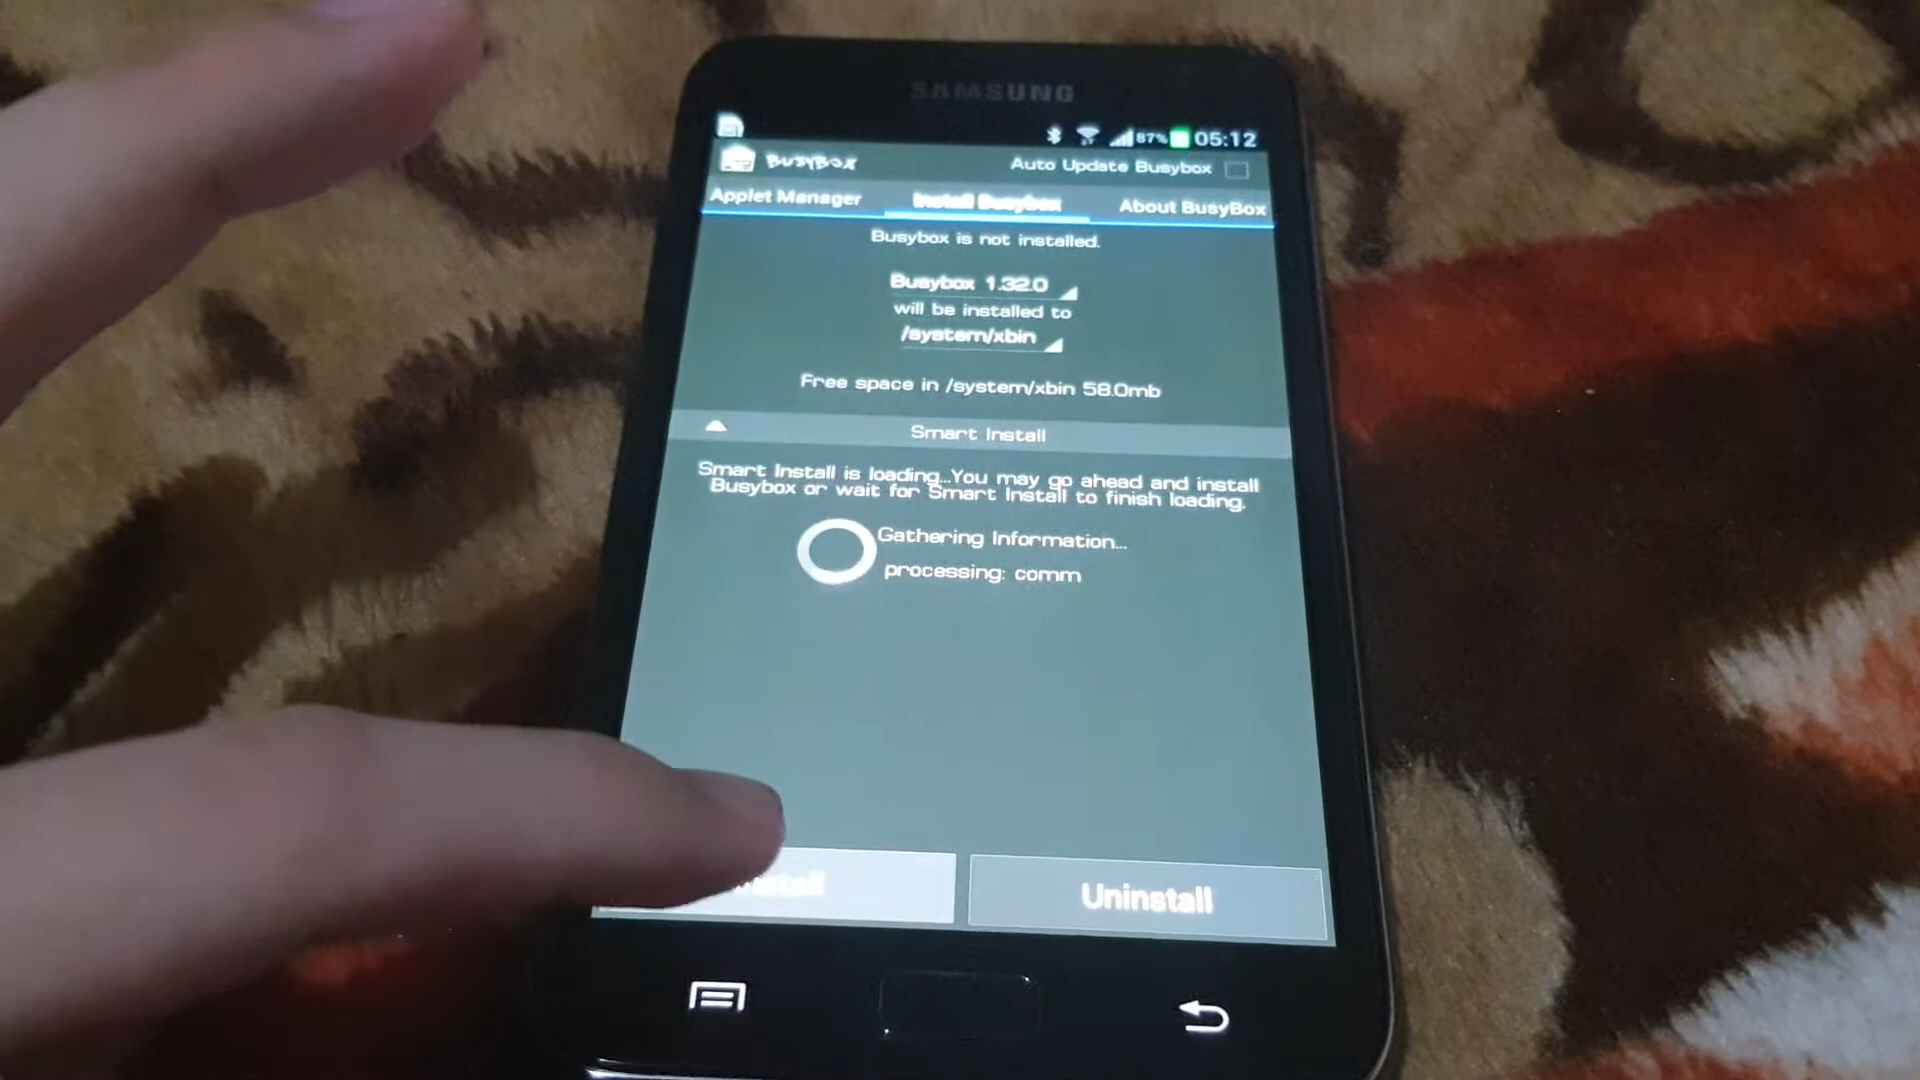 SAMSUNG
87% 05:12
BUSYBOX Auto Update Busybox
Applet Manager Install Busybox About BusyBox
Busybox is not installed.
Busybox 1.32.0
will be installed to
/system/xbin
Free space in /system/xbin 58.0mb
Smart Install
Smart Install is loading...You may go ahead and install
Busybox or wait for Smart Install to finish loading.
Gathering Information...
processing: comm
Install Uninstall